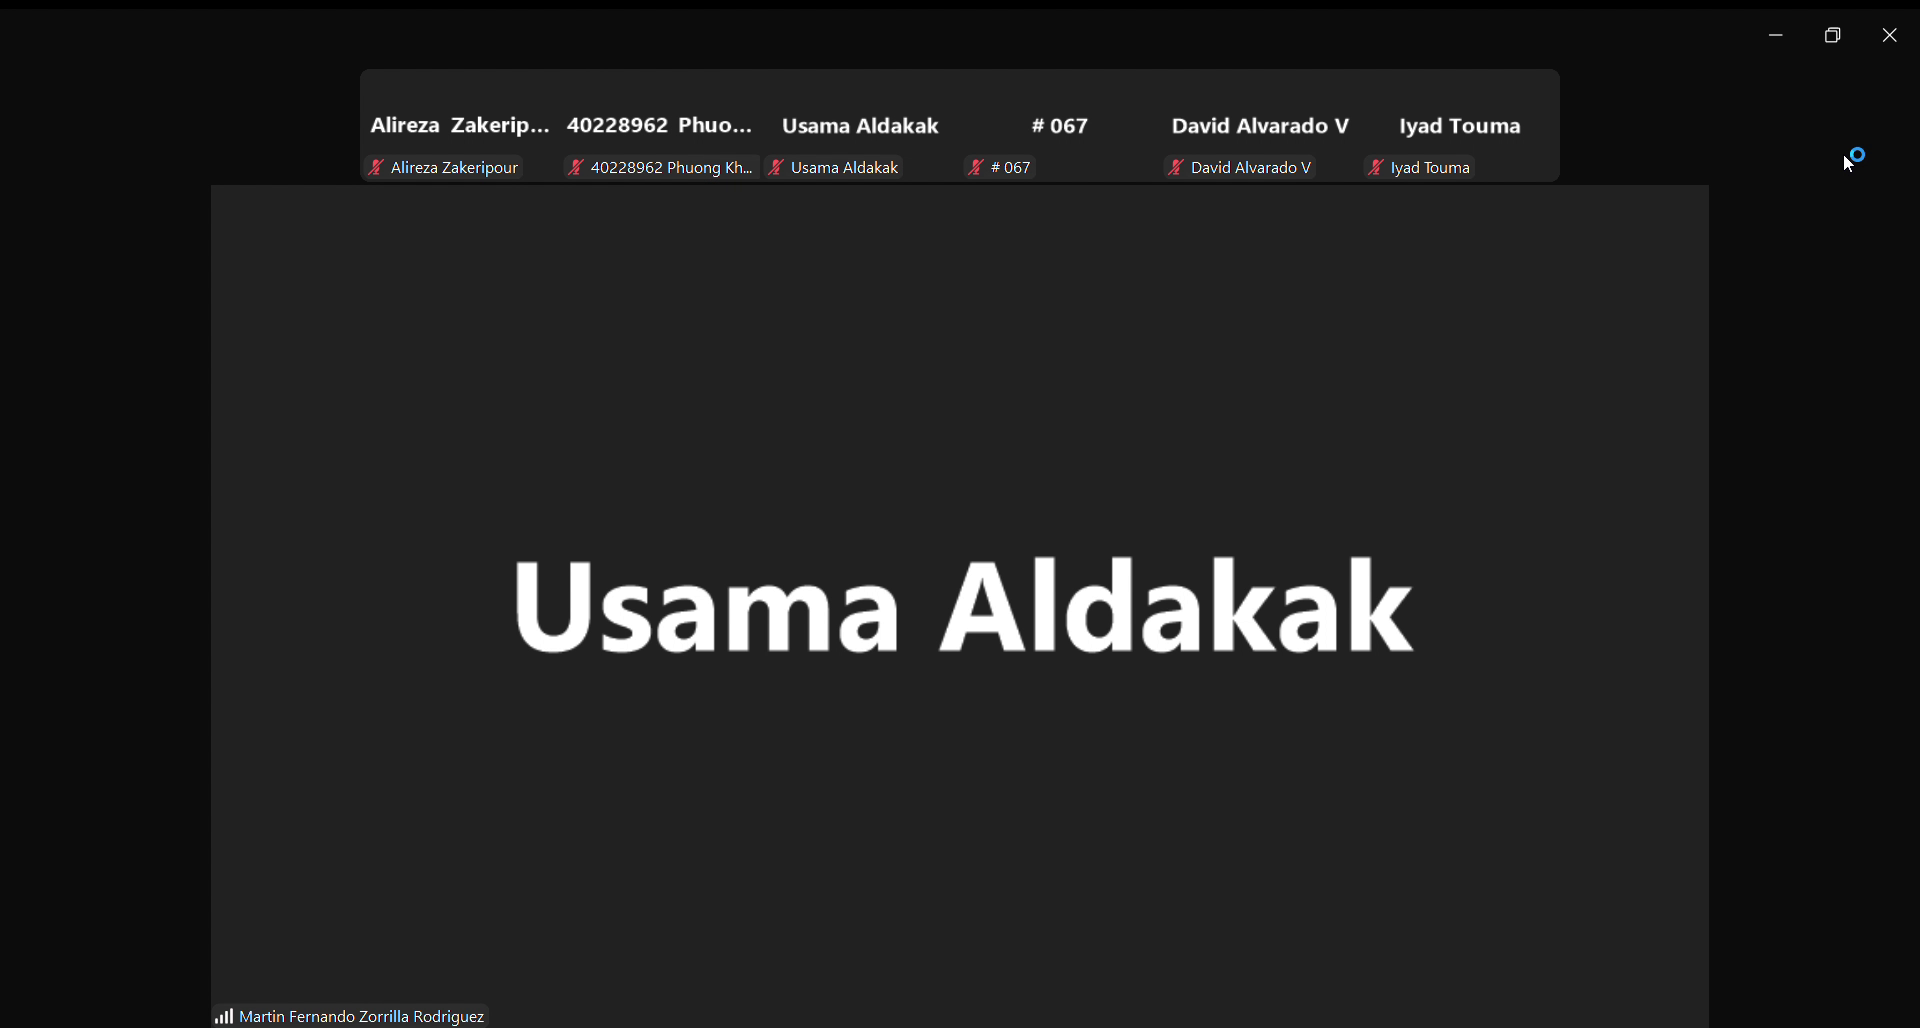 Alireza Zakerip... 40228962 Phuo... Usama Aldakak # 067 David Alvarado V Iyad Touma
Alireza Zakeripour 40228962 Phuong Kh... Usama Aldakak # 067 David Alvarado V Iyad Touma
Usama Aldakak
Martin Fernando Zorrilla Rodriguez